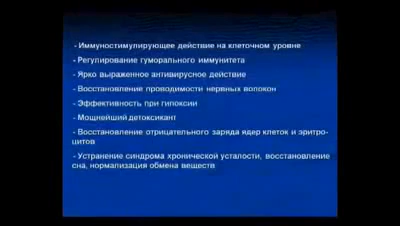 - Иммуностимулирующее действие на клеточном уровне
- Регулирование гуморального иммунитета
- Ярко выраженное антивирусное действие
- Восстановление проводимости нервных волокон
- Эффективность при гипоксии
- Мощнейший детоксикант
- Восстановление отрицательного заряда ядер клеток и эритро-
цитов
- Устранение синдрома хронической усталости, восстановление
сна, нормализация обмена веществ